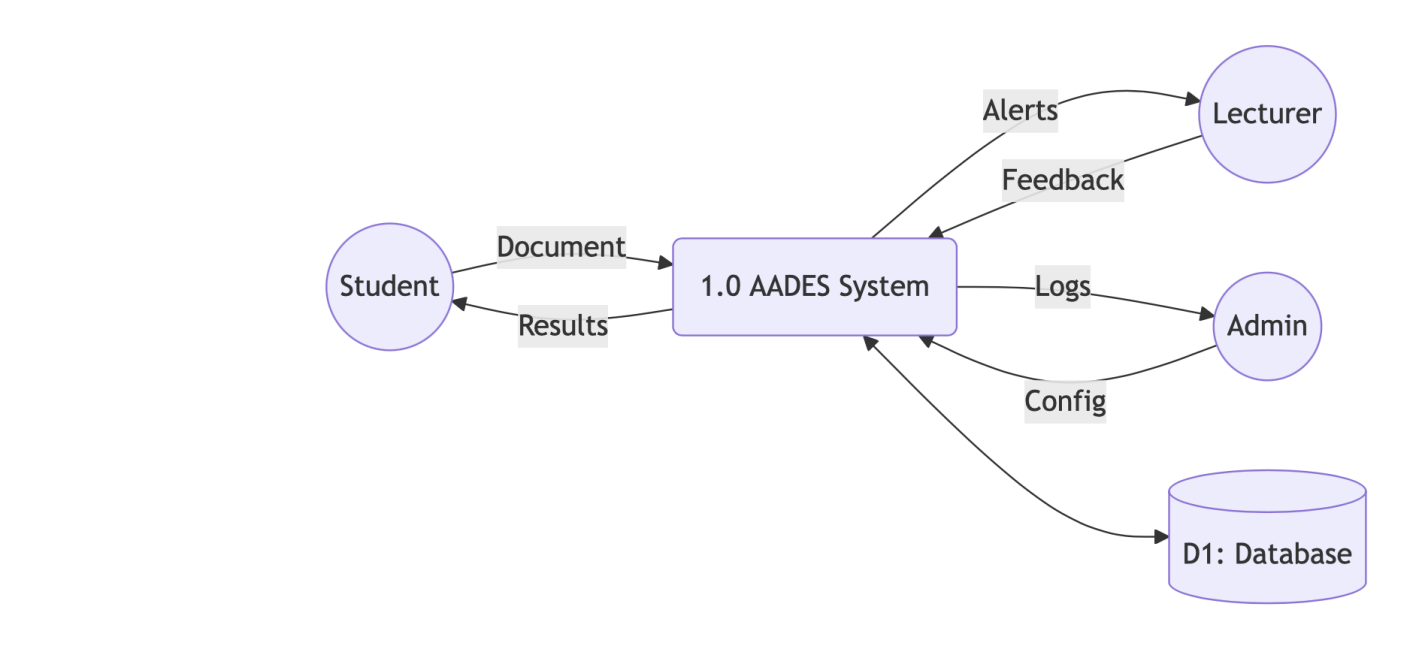 Alerts
Lecturer
Feedback
Document
Student
1.0 AADES System
Logs
Results
Admin
Config
D1: Database